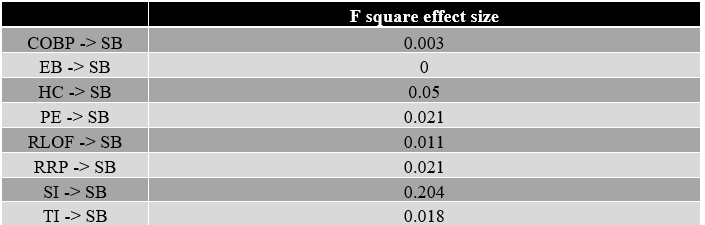 F square effect size
COBP -> SB 0.003
EB -> SB 0
HC -> SB 0.05
PE -> SB 0.021
RLOF -> SB 0.011
RRP -> SB 0.021
SI -> SB 0.204
TI -> SB 0.018